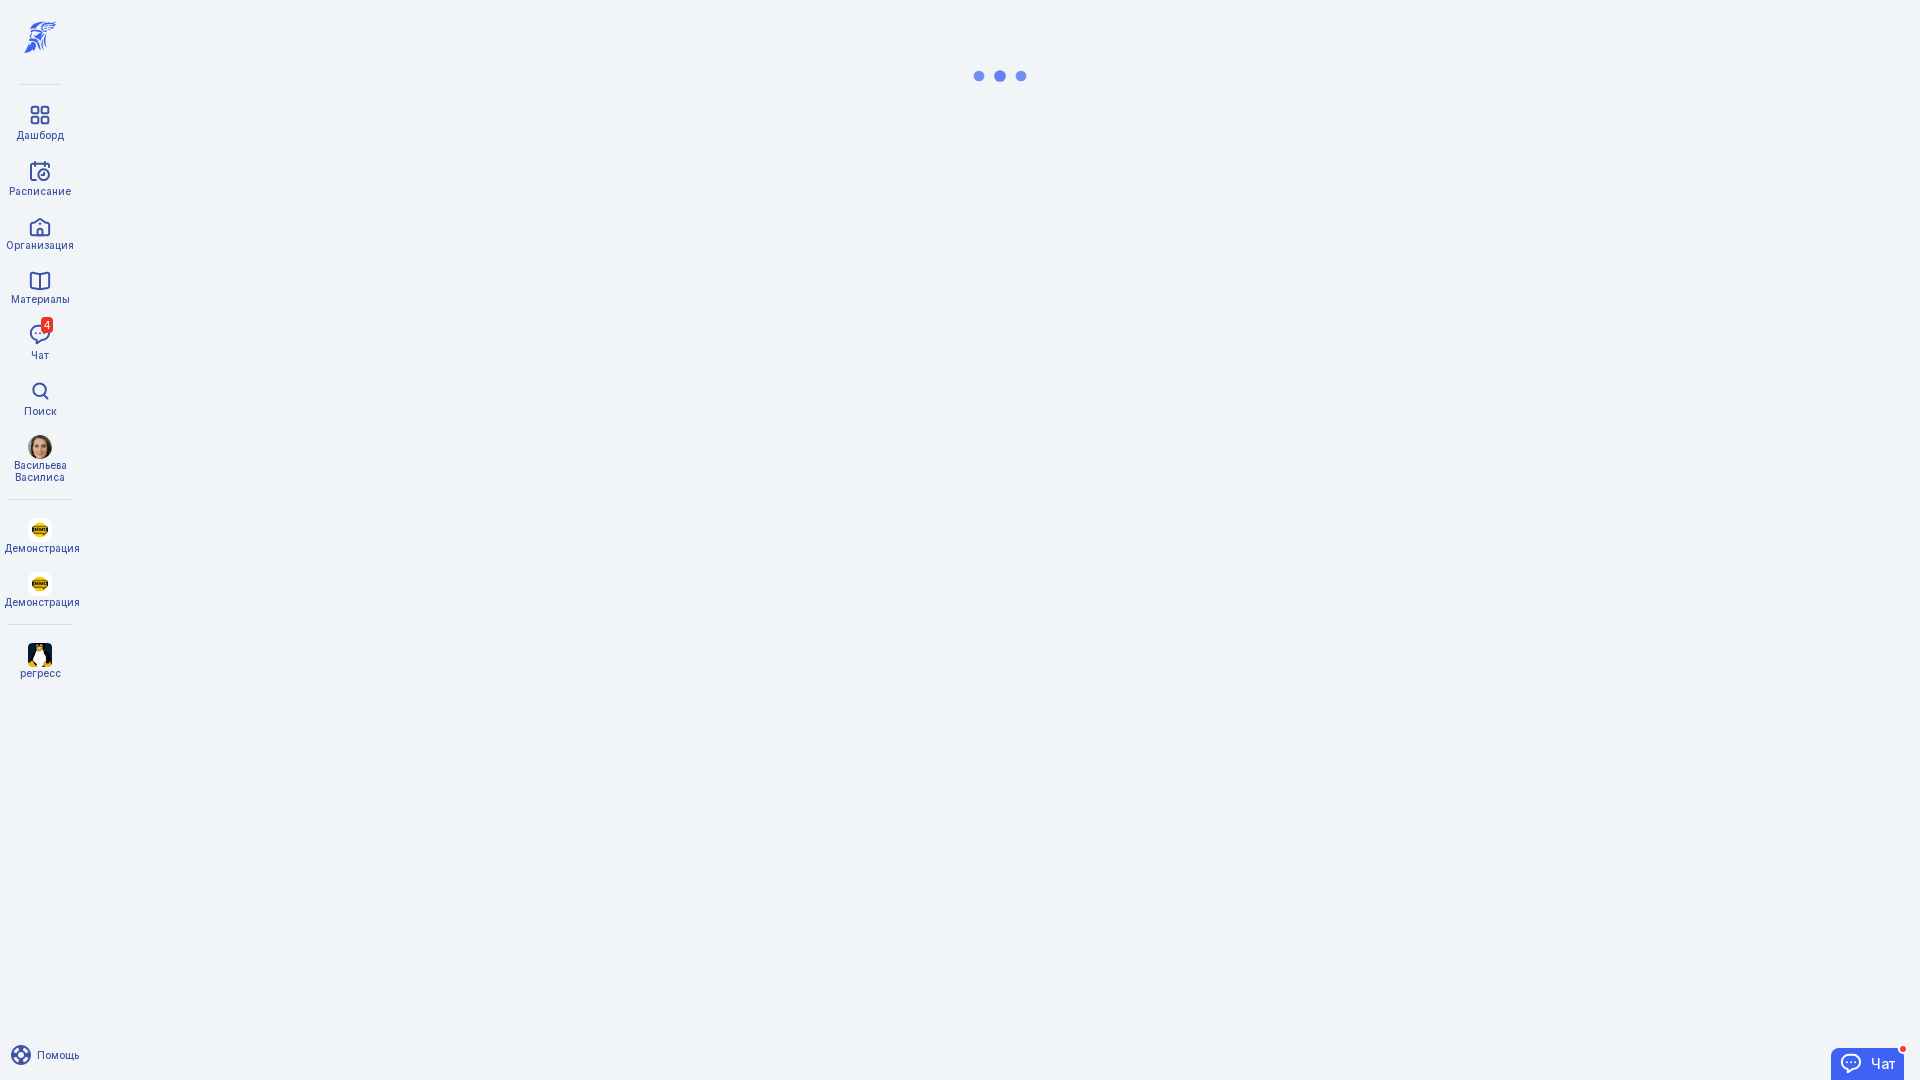 Дашборд
Расписание
Организация
Материалы
4
Чат
Поиск
Васильева
Василиса
DEMO
Демонстрация
DEMO
Демонстрация
регресс
Помощь
Чат